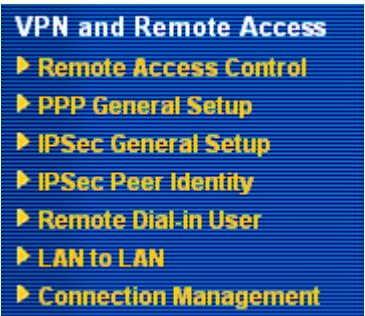 VPN and Remote Access
Remote Access Control
PPP General Setup
IPSec General Setup
IPSec Peer Identity
Remote Dial-in User
LAN to LAN
Connection Management